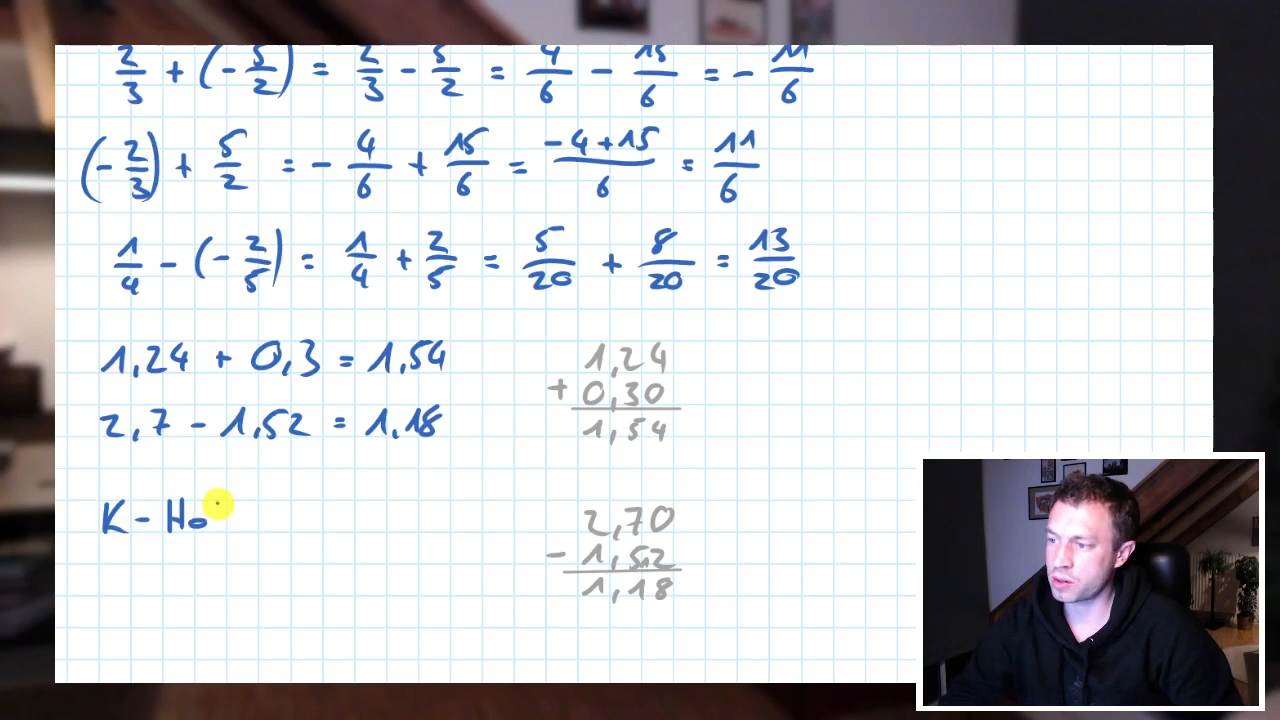 2/3 + (-5/2) = 2/3 - 5/2 = 4/6 - 15/6 = - 11/6
(-2/3) + 5/2 = - 4/6 + 15/6 = -4+15/6 = 11/6
1/4 - (-2/5) = 1/4 + 2/5 = 5/20 + 8/20 = 13/20
1,24 + 0,3 = 1,54
2,7 - 1,52 = 1,18
K - Ho
1,24
+ 0,30
1,54
2,70
- 1,52
1,18